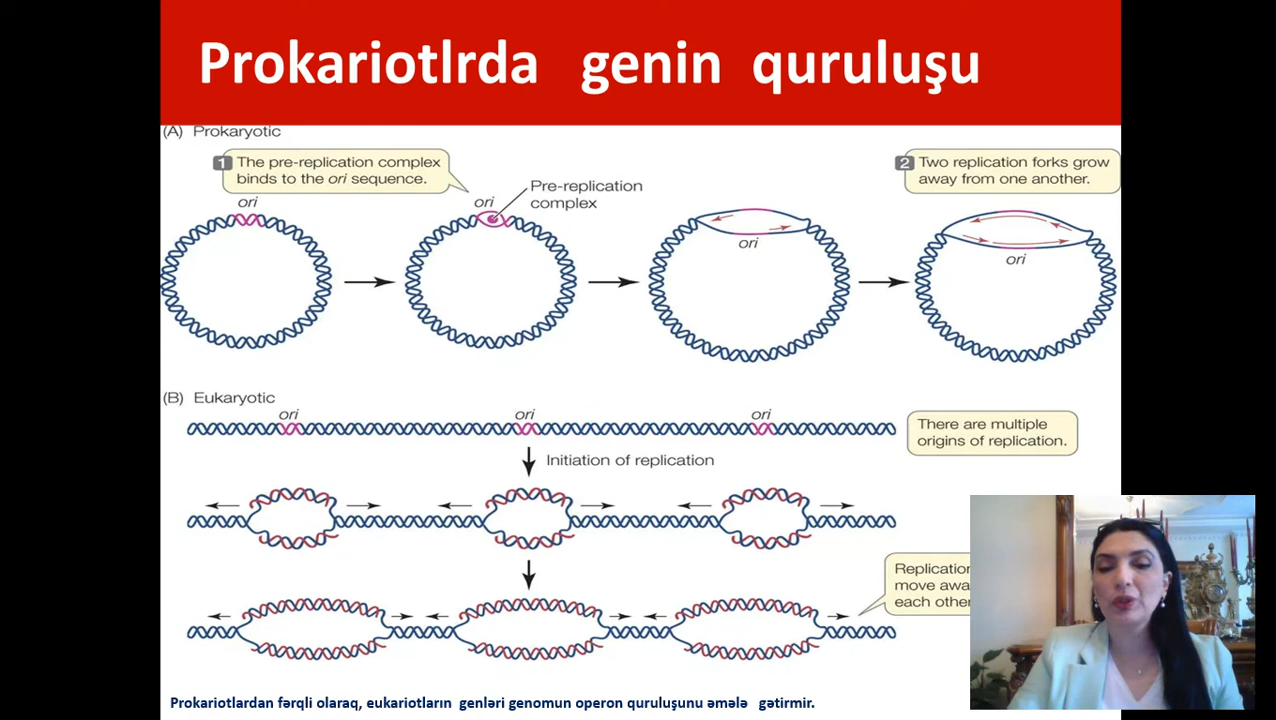 Prokariotlrda genin quruluşu
(A) Prokaryotic
1 The pre-replication complex
binds to the ori sequence.
2 Two replication forks grow
away from one another.
ori
ori
Pre-replication
complex
ori
ori
(B) Eukaryotic
ori
ori
ori
There are multiple
origins of replication.
Initiation of replication
Replication
move
each other
Prokariotlardan fərqli olaraq, eukariotların genləri genomun operon quruluşunu əmələ gətirmir.